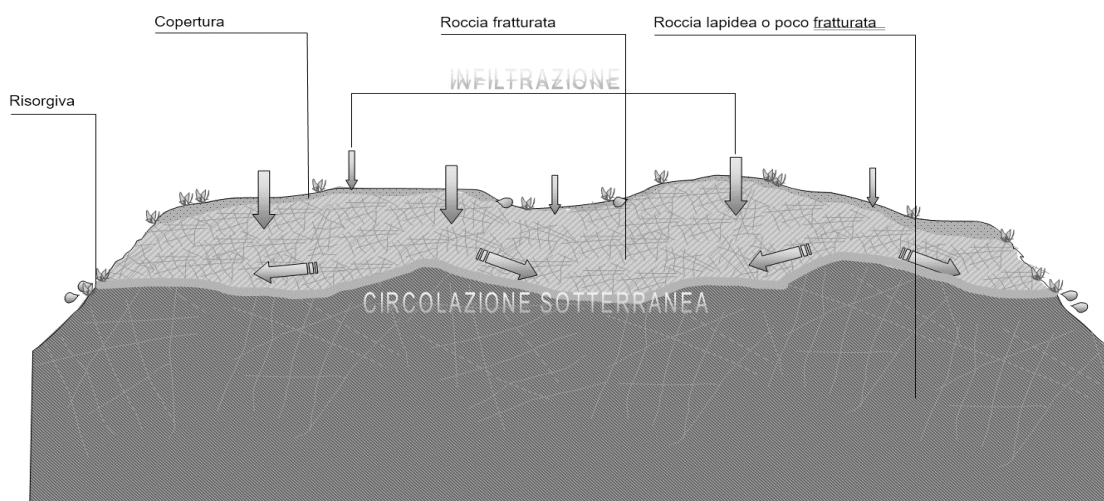 Copertura
Roccia fratturata
Roccia lapidea o poco fratturata
INFILTRAZIONE
Risorgiva
CIRCOLAZIONE SOTTERRANEA